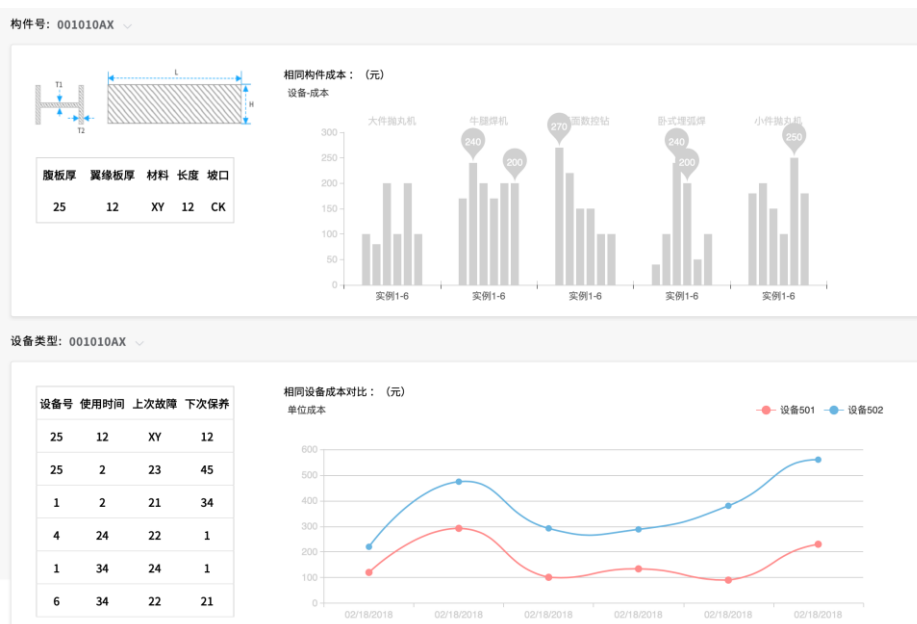 构件号: 001010AX
T1
T2
L
H
腹板厚 翼缘板厚 材料 长度 坡口
25 12 XY 12 CK
相同构件成本：（元）
设备-成本
大件抛丸机 牛腿焊机 面数控钻 卧式埋弧焊 小件抛丸机
240 200 270 240 200 250
300
250
200
150
100
50
0
实例1-6 实例1-6 实例1-6 实例1-6 实例1-6
设备类型: 001010AX
设备号 使用时间 上次故障 下次保养
25 12 XY 12
25 2 23 45
1 2 21 34
4 24 22 1
1 34 24 1
6 34 22 21
相同设备成本对比：（元）
单位成本
设备501 设备502
600
500
400
300
200
100
0
02/18/2018 02/18/2018 02/18/2018 02/18/2018 02/18/2018 02/18/2018